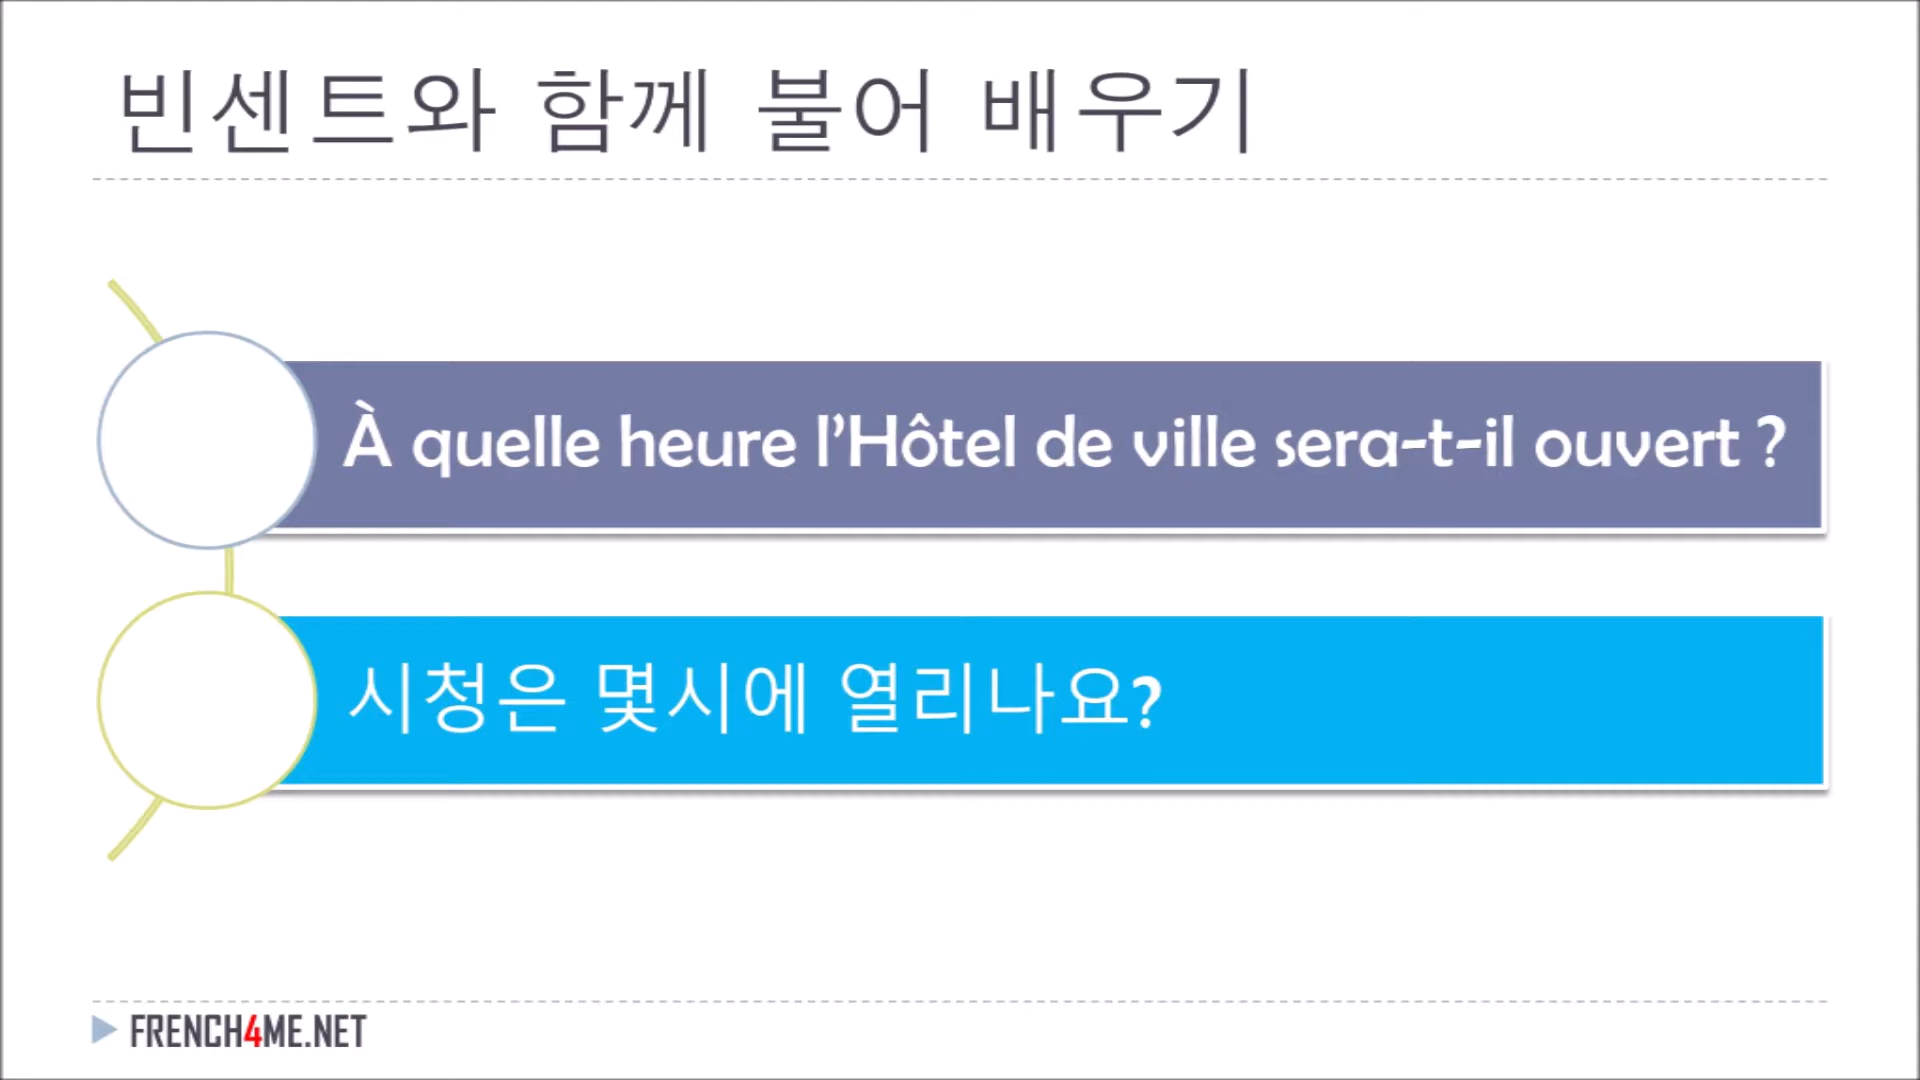 빈센트와 함께 불어 배우기
À quelle heure l’Hôtel de ville sera-t-il ouvert ?
시청은 몇시에 열리나요?
FRENCH4ME.NET